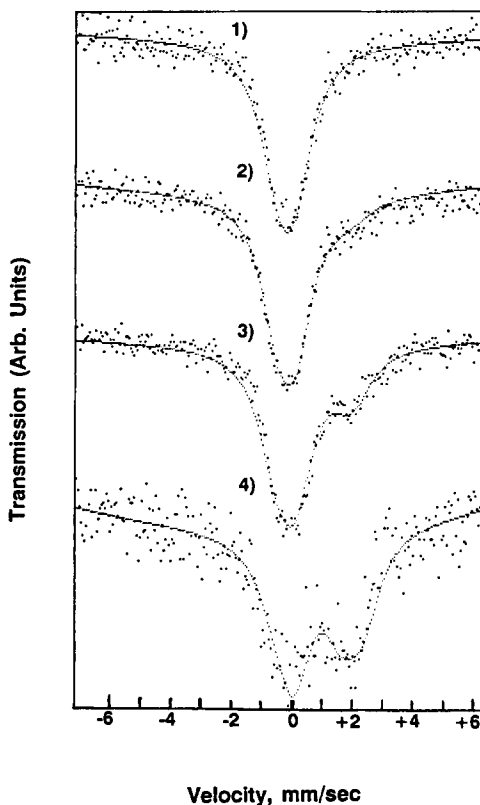 1)
2)
3)
4)
Transmission (Arb. Units)
-6 -4 -2 0 +2 +4 +6
Velocity, mm/sec